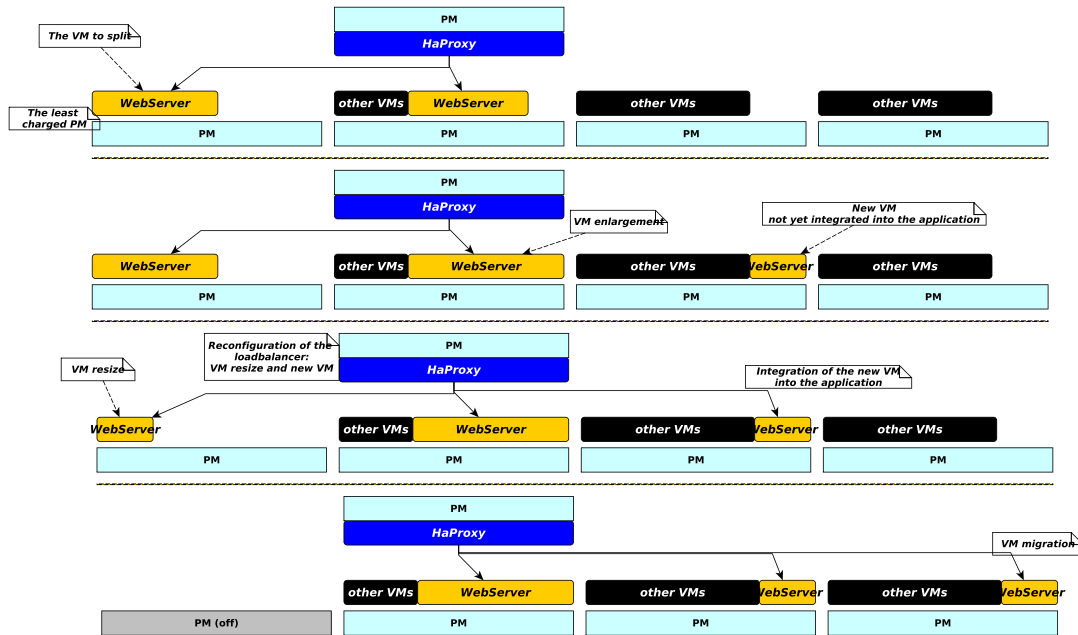 PM
The VM to split
HaProxy
WebServer
other VMs
WebServer
other VMs
other VMs
The least
charged PM
PM
PM
PM
PM
PM
HaProxy
VM enlargement
New VM
not yet integrated into the application
WebServer
other VMs
WebServer
other VMs
WebServer
other VMs
PM
PM
PM
PM
Reconfiguration of the
loadbalancer:
VM resize and new VM
PM
HaProxy
VM resize
Integration of the new VM
into the application
WebServer
other VMs
WebServer
other VMs
WebServer
other VMs
PM
PM
PM
PM
PM
HaProxy
VM migration
other VMs
WebServer
other VMs
WebServer
other VMs
WebServer
PM (off)
PM
PM
PM